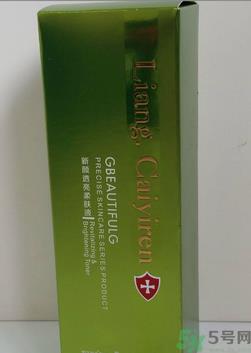 Liang. Caiyiren
GBEAUTIFULG
PRECISE SKINCARE SERIES PRODUCT
新顏透亮柔肤液
Revitalizing &
Brightening Toner
5号网